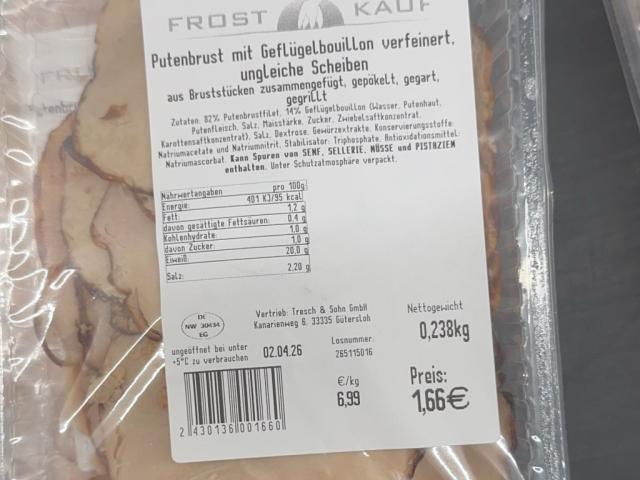 FROST KAUF
Putenbrust mit Geflügelbouillon verfeinert,
ungleiche Scheiben
aus Bruststücken zusammengefügt, gepökelt, gegart,
gegrillt
Zutaten: 82% Putenbrustfilet, 14% Geflügelbouillon (Wasser, Putenhaut,
Putenfleisch, Salz, Maisstärke, Zucker, Zwiebelsaftkonzentrat,
Karottensaftkonzentrat), Salz, Dextrose, Gewürzextrakte, Konservierungsstoffe:
Natriumacetate und Natriumnitrit, Stabilisator: Triphosphate, Antioxidationsmittel:
Natriumascorbat. Kann Spuren von SENF, SELLERIE, NÜSSE und PISTAZIEN
enthalten. Unter Schutzatmosphäre verpackt.
Nährwertangaben pro 100g
Energie: 401 KJ/95 kcal
Fett: 1,2 g
davon gesättigte Fettsäuren: 0,4 g
Kohlenhydrate: 1,0 g
davon Zucker: 1,0 g
Eiweiß: 20,0 g
Salz: 2,20 g
DE
NW 30434
EG
Vertrieb: Tresch & Sohn GmbH
Kanarienweg 6, 33335 Gütersloh
Nettogewicht
0,238kg
ungeöffnet bei unter
+5°C zu verbrauchen
02.04.26
Losnummer:
265115016
€/kg
6,99
Preis:
1,66€
2 430136 001660